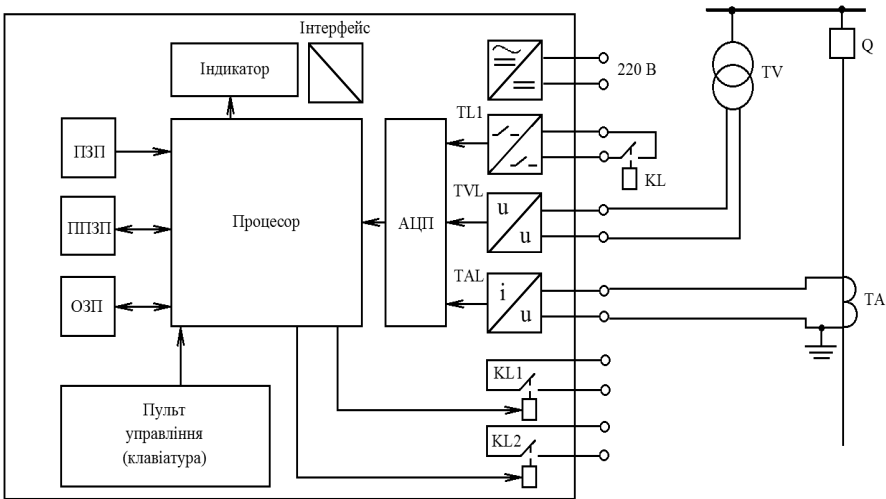 Інтерфейс
Індикатор
220 В
TV
Q
ПЗП
TL1
KL
ППЗП
Процесор
АЦП
TVL
u
u
ОЗП
TAL
i
u
TA
KL1
Пульт
управління
(клавіатура)
KL2